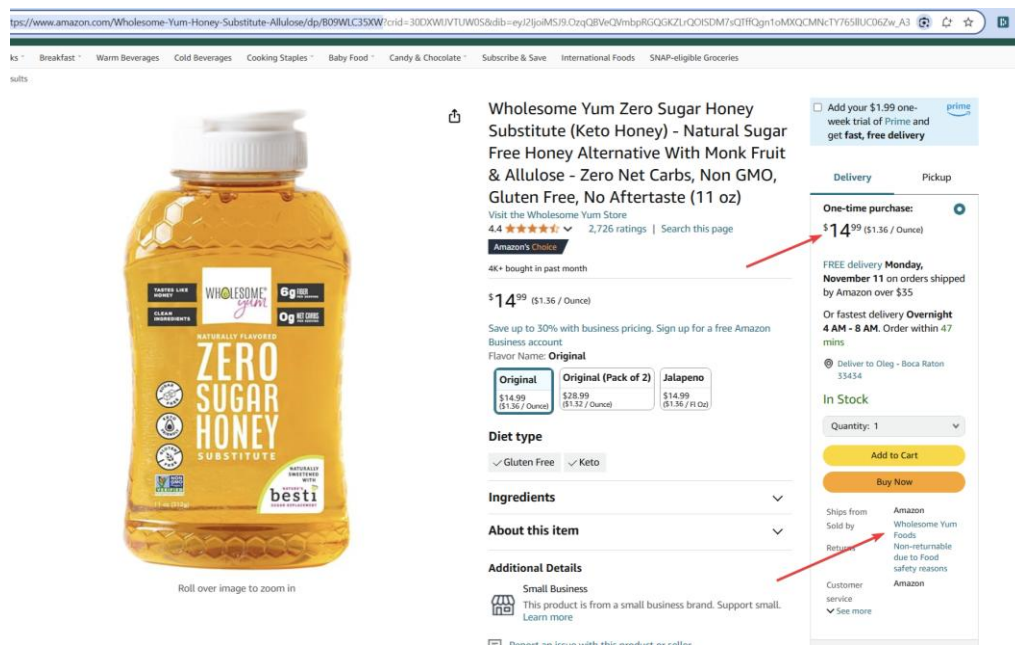 ttps://www.amazon.com/Wholesome-Yum-Honey-Substitute-Allulose/dp/B09WLC35XW
ks
Breakfast
Warm Beverages
Cold Beverages
Cooking Staples
Baby Food
Candy & Chocolate
Subscribe & Save
International Foods
SNAP-eligible Groceries
sults
TASTES LIKE
HONEY
CLEAN
INGREDIENTS
WHOLESOME
yum
6g FIBER
0g NET CARBS
NATURALLY FLAVORED
ZERO
SUGAR
HONEY
SUBSTITUTE
NATURALLY
SWEETENED
WITH
besti
Roll over image to zoom in
Wholesome Yum Zero Sugar Honey
Substitute (Keto Honey) - Natural Sugar
Free Honey Alternative With Monk Fruit
& Allulose - Zero Net Carbs, Non GMO,
Gluten Free, No Aftertaste (11 oz)
Visit the Wholesome Yum Store
4.4 2,726 ratings | Search this page
Amazon's Choice
4K+ bought in past month
$14⁹⁹ ($1.36 / Ounce)
Save up to 30% with business pricing. Sign up for a free Amazon
Business account
Flavor Name: Original
Original
$14.99
($1.36 / Ounce)
Original (Pack of 2)
$28.99
($1.32 / Ounce)
Jalapeno
$14.99
($1.36 / Fl Oz)
Diet type
Gluten Free
Keto
Ingredients
About this item
Additional Details
Small Business
This product is from a small business brand. Support small.
Learn more
Report an issue with this product or seller
Add your $1.99 one-
week trial of Prime and
get fast, free delivery
prime
Delivery
Pickup
One-time purchase:
$14⁹⁹ ($1.36 / Ounce)
FREE delivery Monday,
November 11 on orders shipped
by Amazon over $35
Or fastest delivery Overnight
4 AM - 8 AM. Order within 47
mins
Deliver to Oleg - Boca Raton
33434
In Stock
Quantity: 1
Add to Cart
Buy Now
Ships from Amazon
Sold by Wholesome Yum
Foods
Returns Non-returnable
due to Food
safety reasons
Customer
service
Amazon
See more